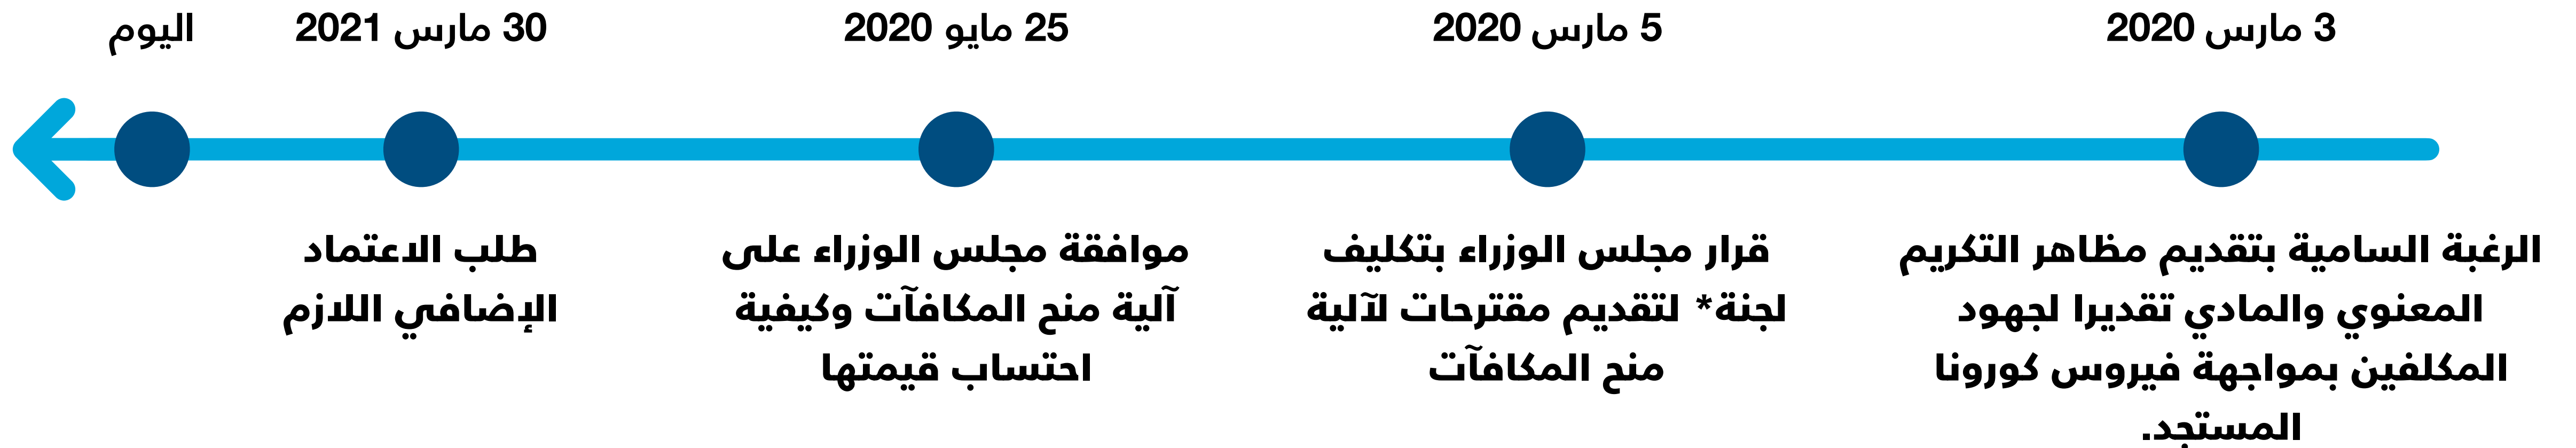 3 مارس 2020
الرغبة السامية بتقديم مظاهر التكريم
المعنوي والمادي تقديرا لجهود
المكلفين بمواجهة فيروس كورونا
المستجد.
5 مارس 2020
قرار مجلس الوزراء بتكليف
لجنة* لتقديم مقترحات لآلية
منح المكافآت
25 مايو 2020
موافقة مجلس الوزراء على
آلية منح المكافآت وكيفية
احتساب قيمتها
30 مارس 2021
طلب الاعتماد
الإضافي اللازم
اليوم